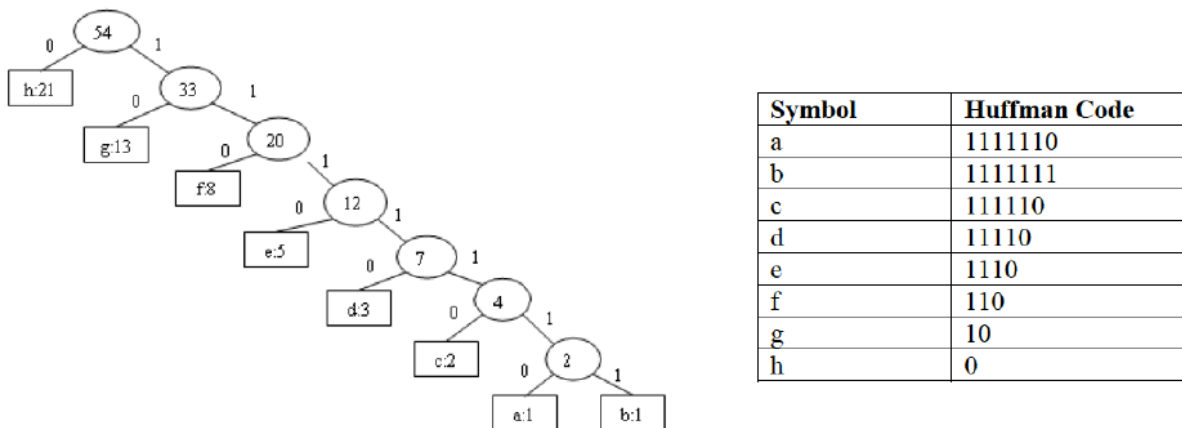 54
0 1
h:21
33
0 1
g:13
20
0 1
f:8
12
0 1
e:5
7
0 1
d:3
4
0 1
c:2
2
0 1
a:1 b:1
Symbol Huffman Code
a 1111110
b 1111111
c 111110
d 11110
e 1110
f 110
g 10
h 0